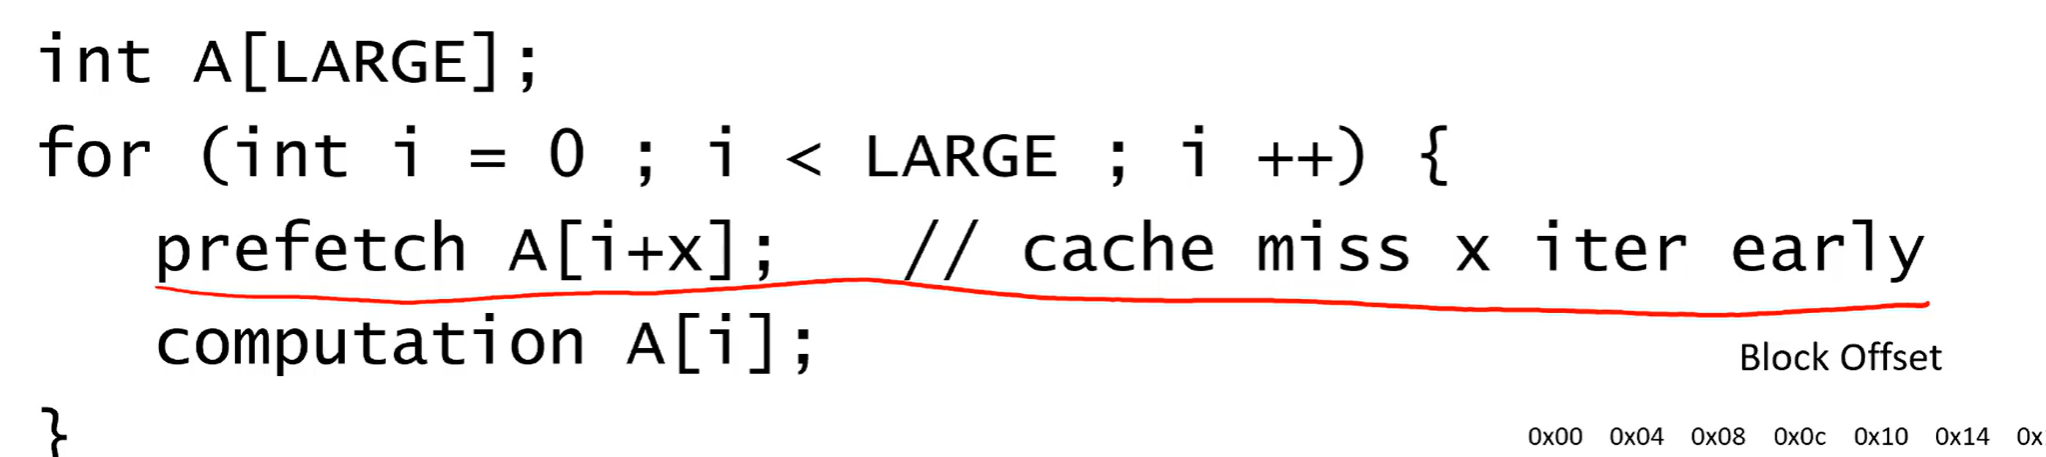 int A[LARGE];
for (int i = 0 ; i < LARGE ; i ++) {
prefetch A[i+x];   // cache miss x iter early
computation A[i];
Block Offset
}
0x00 0x04 0x08 0x0c 0x10 0x14 0x